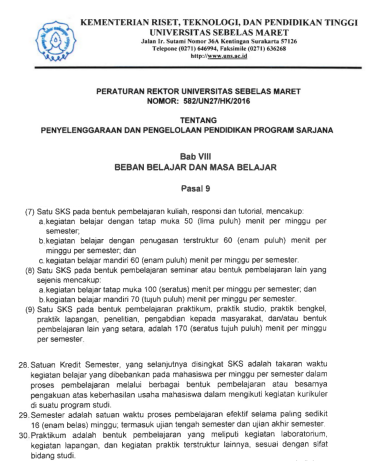 KEMENTERIAN RISET, TEKNOLOGI, DAN PENDIDIKAN TINGGI
UNIVERSITAS SEBELAS MARET
Jalan Ir. Sutami Nomor 36A Kentingan Surakarta 57126
Telepone (0271) 646994, Faksimile (0271) 636268
http://www.uns.ac.id
PERATURAN REKTOR UNIVERSITAS SEBELAS MARET
NOMOR: 582/UN27/HK/2016
TENTANG
PENYELENGGARAAN DAN PENGELOLAAN PENDIDIKAN PROGRAM SARJANA
Bab VIII
BEBAN BELAJAR DAN MASA BELAJAR
Pasal 9
(7) Satu SKS pada bentuk pembelajaran kuliah, responsi dan tutorial, mencakup:
a. kegiatan belajar dengan tatap muka 50 (lima puluh) menit per minggu per
semester;
b. kegiatan belajar dengan penugasan terstruktur 60 (enam puluh) menit per
minggu per semester; dan
c. kegiatan belajar mandiri 60 (enam puluh) menit per minggu per semester.
(8) Satu SKS pada bentuk pembelajaran seminar atau bentuk pembelajaran lain yang
sejenis mencakup:
a. kegiatan belajar tatap muka 100 (seratus) menit per minggu per semester; dan
b. kegiatan belajar mandiri 70 (tujuh puluh) menit per minggu per semester.
(9) Satu SKS pada bentuk pembelajaran praktikum, praktik studio, praktik bengkel,
praktik lapangan, penelitian, pengabdian kepada masyarakat, dan/atau bentuk
pembelajaran lain yang setara, adalah 170 (seratus tujuh puluh) menit per minggu
per semester.
28. Satuan Kredit Semester, yang selanjutnya disingkat SKS adalah takaran waktu
kegiatan belajar yang dibebankan pada mahasiswa per minggu per semester dalam
proses pembelajaran melalui berbagai bentuk pembelajaran atau besarnya
pengakuan atas keberhasilan usaha mahasiswa dalam mengikuti kegiatan kurikuler
di suatu program studi.
29. Semester adalah satuan waktu proses pembelajaran efektif selama paling sedikit
16 (enam belas) minggu; termasuk ujian tengah semester dan ujian akhir semester.
30. Praktikum adalah bentuk pembelajaran yang meliputi kegiatan laboratorium,
kegiatan lapangan, dan kegiatan praktik terstruktur lainnya, sesuai dengan sifat
bidang studi.